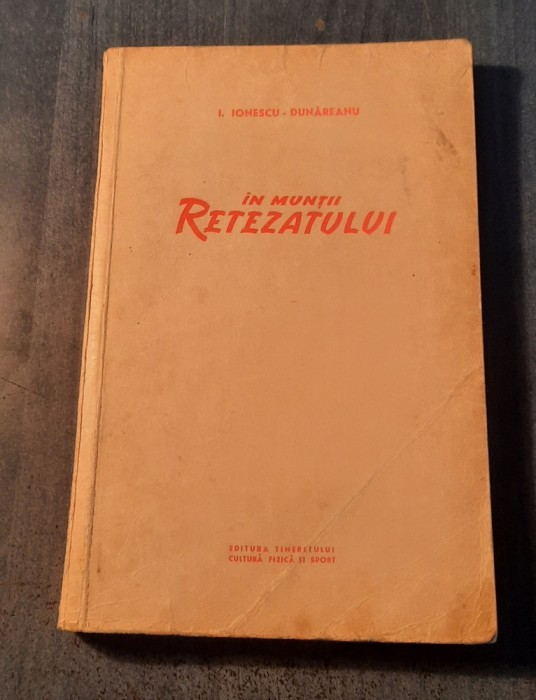 I. IONESCU - DUNĂREANU
ÎN MUNȚII
RETEZATULUI
EDITURA TINERETULUI
CULTURĂ FIZICĂ ȘI SPORT